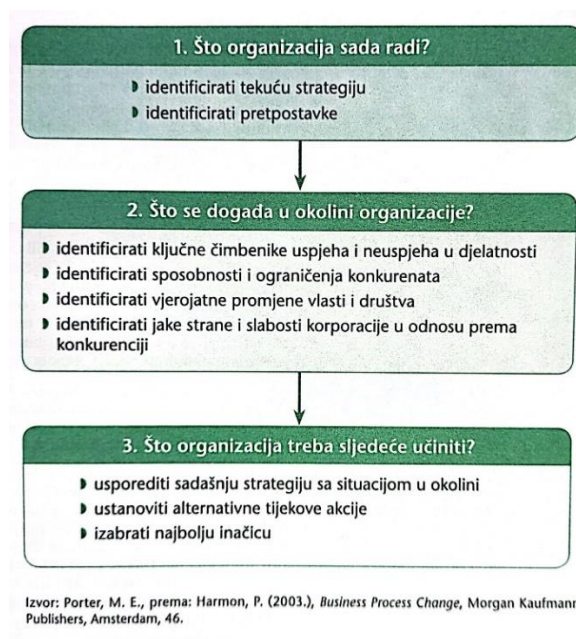 1. Što organizacija sada radi?
identificirati tekuću strategiju
identificirati pretpostavke
2. Što se događa u okolini organizacije?
identificirati ključne čimbenike uspjeha i neuspjeha u djelatnosti
identificirati sposobnosti i ograničenja konkurenata
identificirati vjerojatne promjene vlasti i društva
identificirati jake strane i slabosti korporacije u odnosu prema
konkurenciji
3. Što organizacija treba sljedeće učiniti?
usporediti sadašnju strategiju sa situacijom u okolini
ustanoviti alternativne tijekove akcije
izabrati najbolju inačicu
Izvor: Porter, M. E., prema: Harmon, P. (2003.), Business Process Change, Morgan Kaufmann
Publishers, Amsterdam, 46.